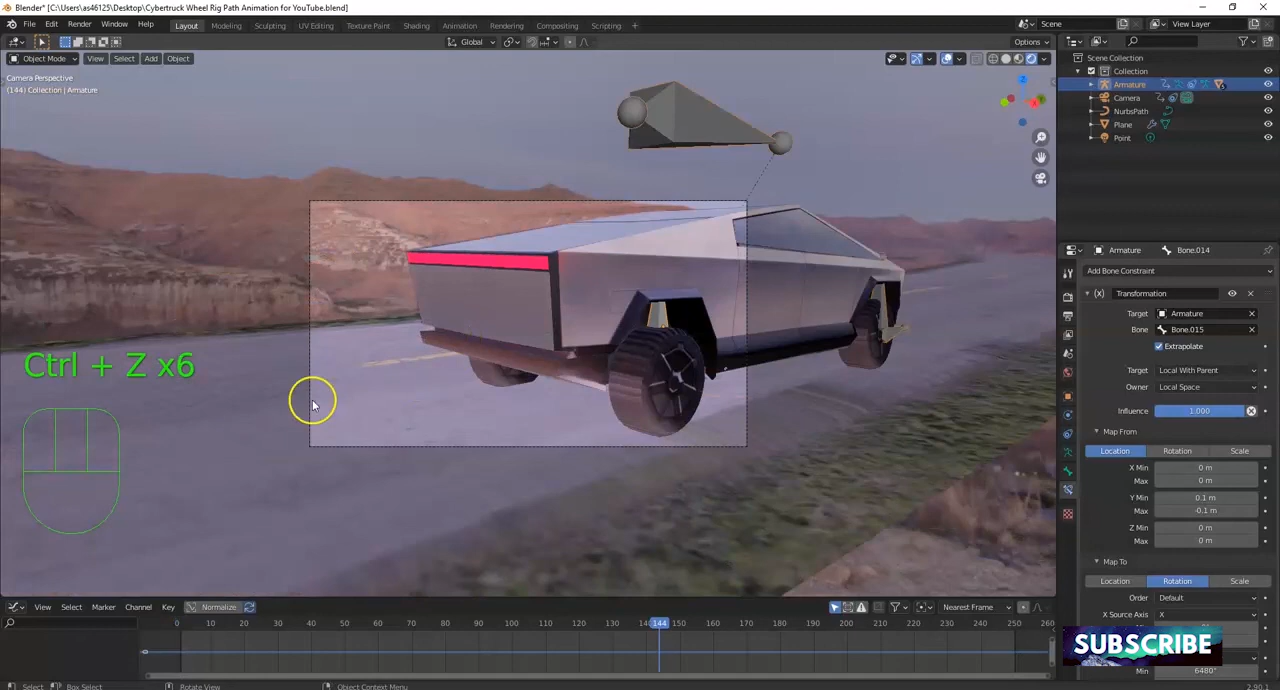 Blender* [C:\Users\as46125\Desktop\Cybertruck Wheel Rig Path Animation for YouTube.blend]
File Edit Render Window Help Layout Modeling Sculpting UV Editing Texture Paint Shading Animation Rendering Compositing Scripting + Scene View Layer
Global Options
Object Mode View Select Add Object
Camera Perspective
(144) Collection | Armature
Scene Collection
Collection
Armature
Camera
NurbsPath
Plane
Point
Armature Bone.014
Add Bone Constraint
Transformation
Target Armature
Bone Bone.015
Extrapolate
Target Local With Parent
Owner Local Space
Influence 1.000
Map From
Location Rotation Scale
X Min 0 m
Max 0 m
Y Min 0.1 m
Max -0.1 m
Z Min 0 m
Max 0 m
Map To
Location Rotation Scale
Order Default
X Source Axis X
6480°
Ctrl + Z x6
View Select Marker Channel Key Normalize Nearest Frame
0 10 20 30 40 50 60 70 80 90 100 110 120 130 144 150 160 170 180 190 200 210 220 230 240 250 260
SUBSCRIBE
Select Box Select Rotate View Object Context Menu 2.90.1